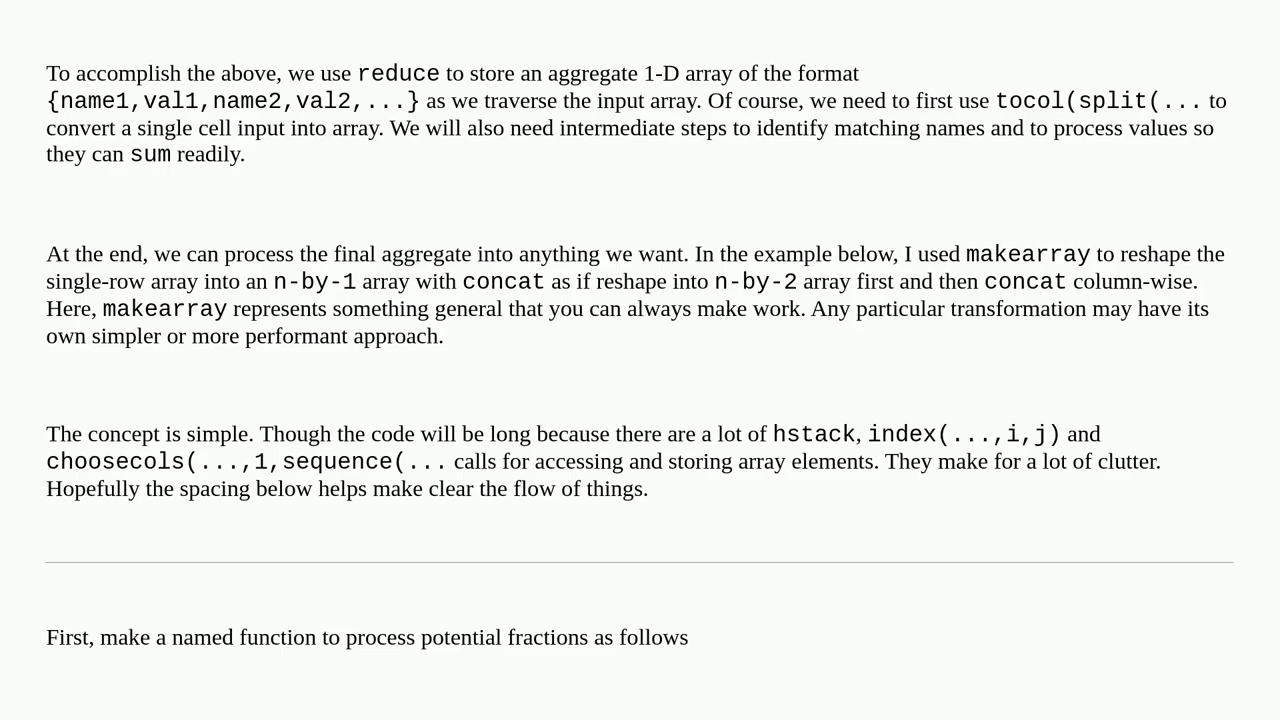 To accomplish the above, we use reduce to store an aggregate 1-D array of the format
{name1,val1,name2,val2,...} as we traverse the input array. Of course, we need to first use tocol(split(... to
convert a single cell input into array. We will also need intermediate steps to identify matching names and to process values so
they can sum readily.
At the end, we can process the final aggregate into anything we want. In the example below, I used makearray to reshape the
single-row array into an n-by-1 array with concat as if reshape into n-by-2 array first and then concat column-wise.
Here, makearray represents something general that you can always make work. Any particular transformation may have its
own simpler or more performant approach.
The concept is simple. Though the code will be long because there are a lot of hstack, index(...,i,j) and
choosecols(...,1,sequence(... calls for accessing and storing array elements. They make for a lot of clutter.
Hopefully the spacing below helps make clear the flow of things.
First, make a named function to process potential fractions as follows